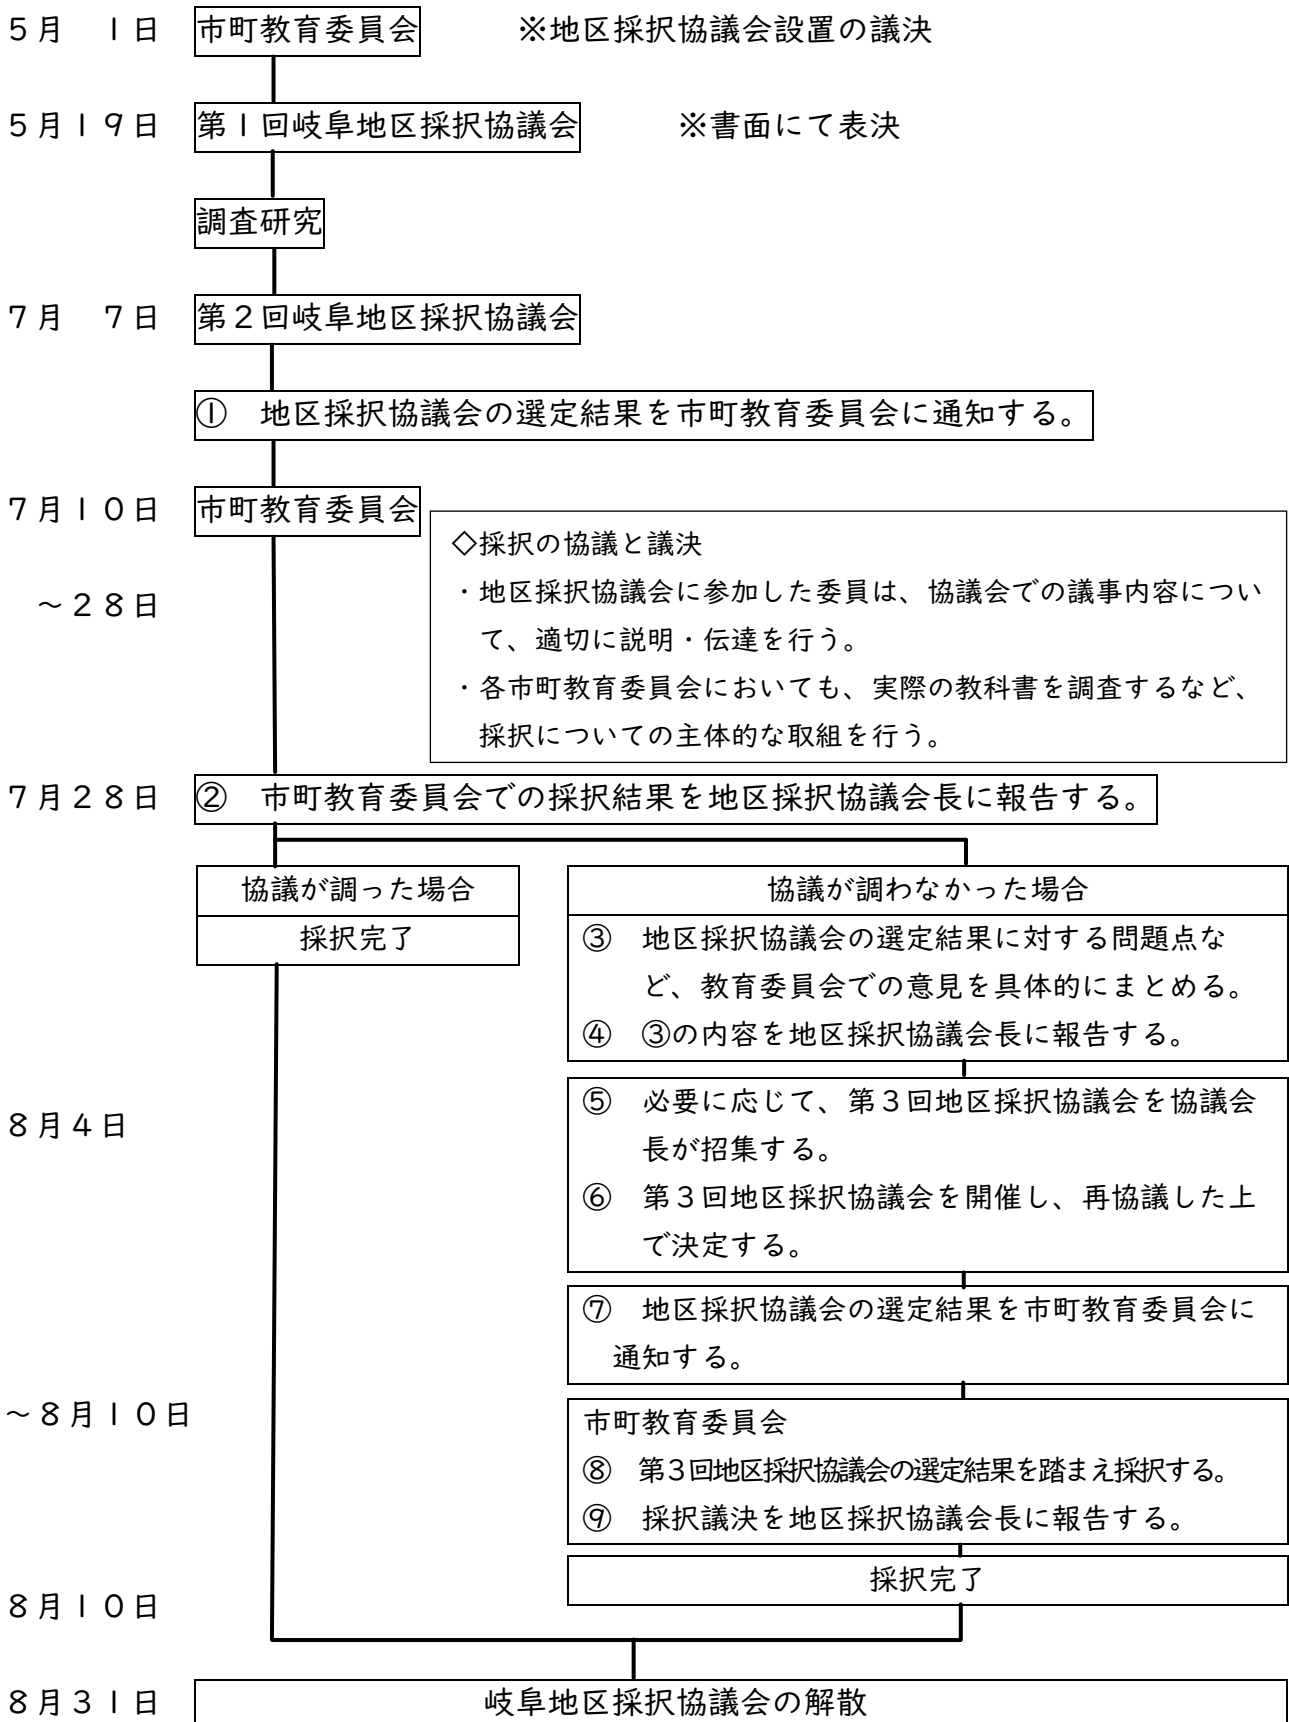 5月　1日　市町教育委員会　※地区採択協議会設置の議決
5月19日　第1回岐阜地区採択協議会　※書面にて表決
調査研究
7月　7日　第2回岐阜地区採択協議会
①　地区採択協議会の選定結果を市町教育委員会に通知する。
7月10日　市町教育委員会
～28日
◇採択の協議と議決
・地区採択協議会に参加した委員は、協議会での議事内容につい
て、適切に説明・伝達を行う。
・各市町教育委員会においても、実際の教科書を調査するなど、
採択についての主体的な取組を行う。
7月28日　②　市町教育委員会での採択結果を地区採択協議会長に報告する。
協議が調った場合
採択完了
協議が調わなかった場合
③　地区採択協議会の選定結果に対する問題点な
ど、教育委員会での意見を具体的にまとめる。
④　③の内容を地区採択協議会長に報告する。
8月4日
⑤　必要に応じて、第3回地区採択協議会を協議会
長が招集する。
⑥　第3回地区採択協議会を開催し、再協議した上
で決定する。
⑦　地区採択協議会の選定結果を市町教育委員会に
通知する。
～8月10日
市町教育委員会
⑧　第3回地区採択協議会の選定結果を踏まえ採択する。
⑨　採択議決を地区採択協議会長に報告する。
採択完了
8月10日
8月31日　岐阜地区採択協議会の解散